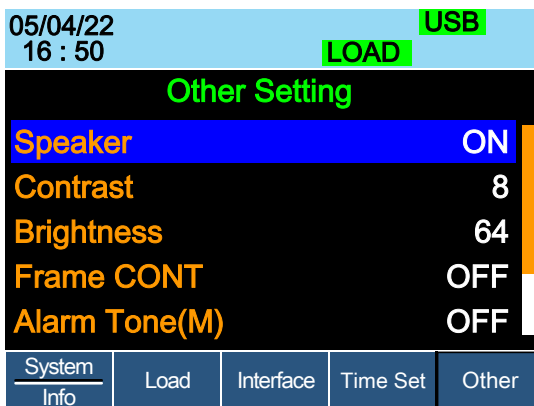 05/04/22 USB
16 : 50 LOAD
Other Setting
Speaker ON
Contrast 8
Brightness 64
Frame CONT OFF
Alarm Tone(M) OFF
System Load Interface Time Set Other
Info